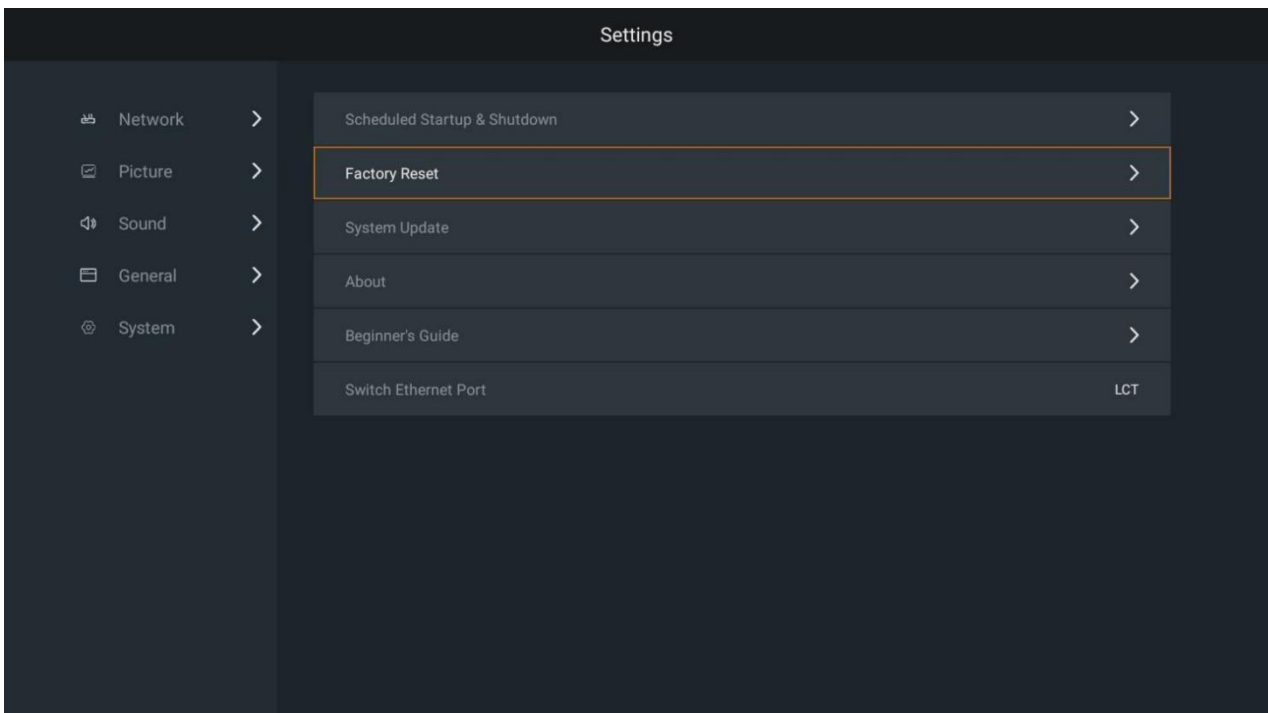 Settings
Network
Picture
Sound
General
System
Scheduled Startup & Shutdown
Factory Reset
System Update
About
Beginner's Guide
Switch Ethernet Port LCT